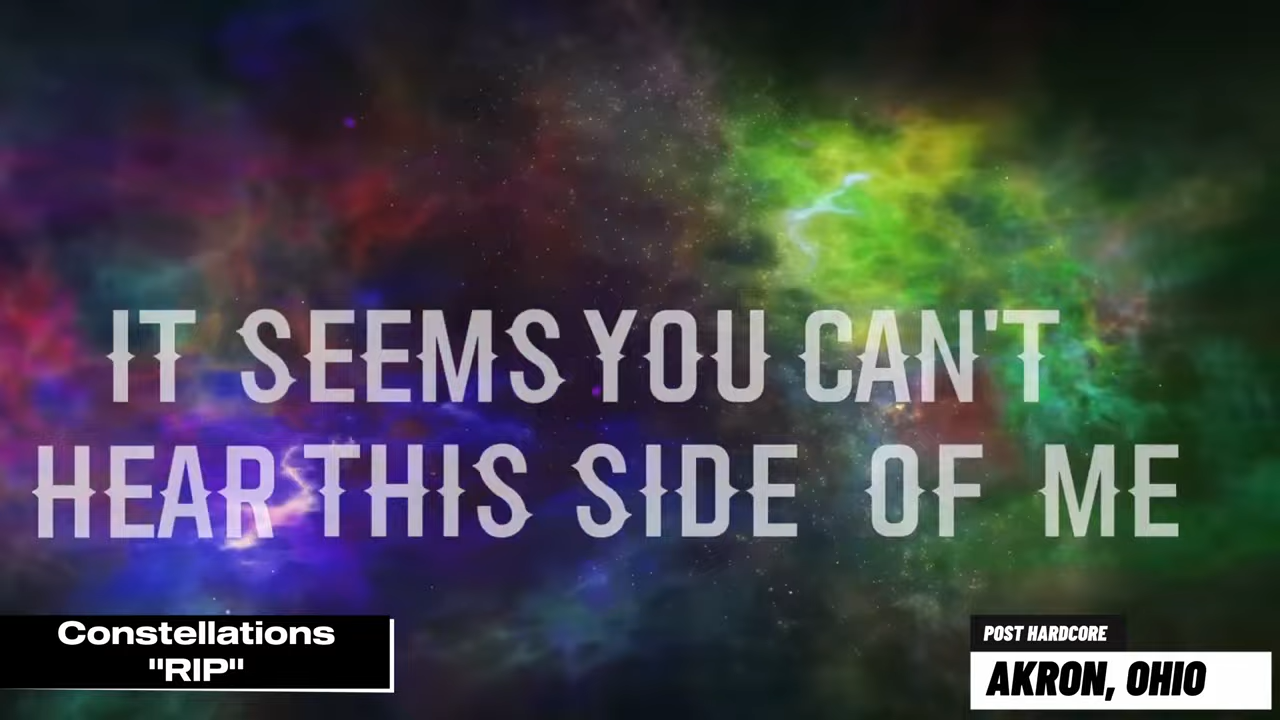 IT SEEMS YOU CAN'T
HEAR THIS SIDE OF ME
Constellations
"RIP"
POST HARDCORE
AKRON, OHIO